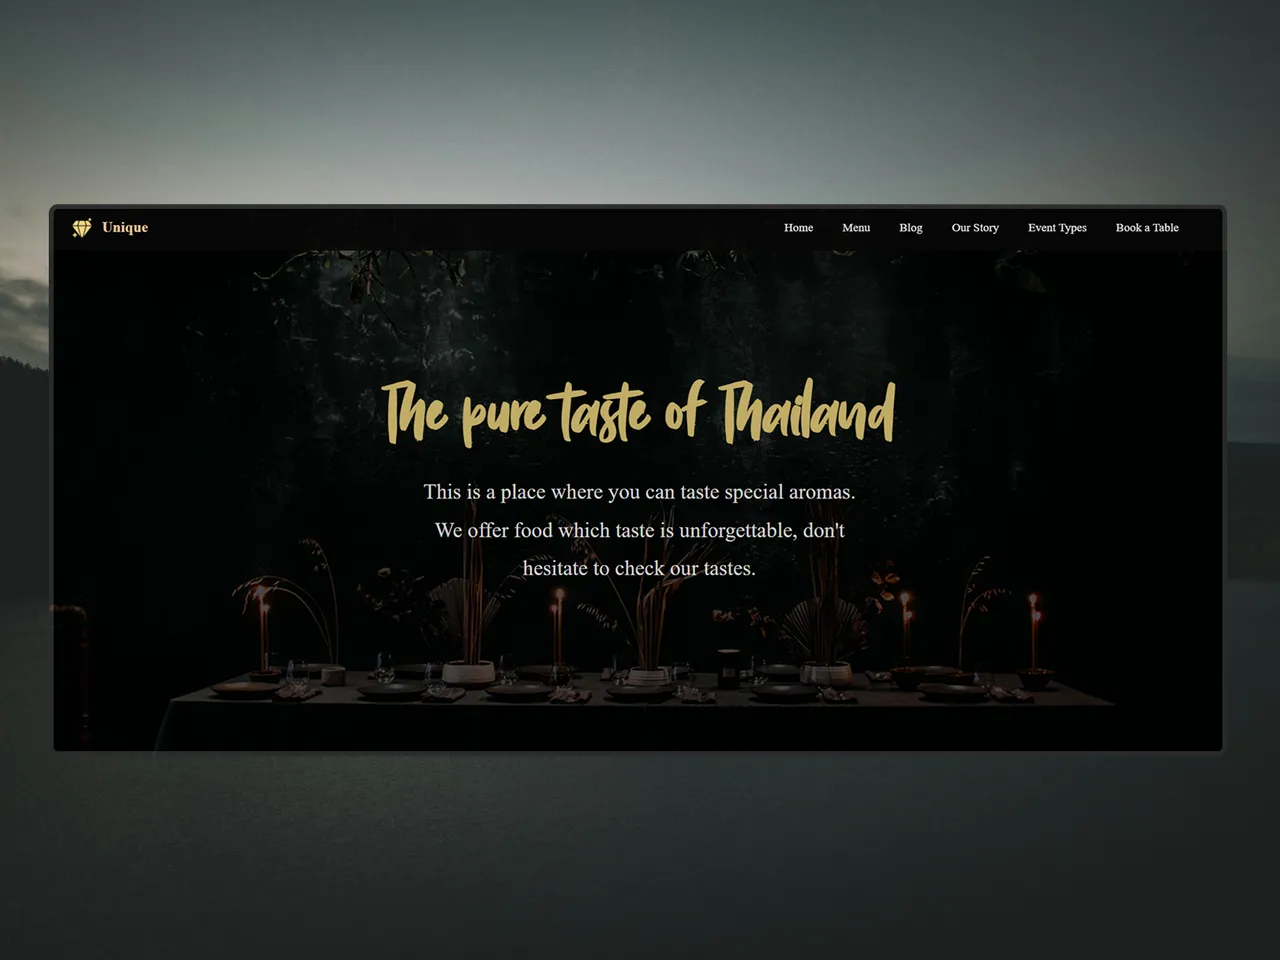 Unique
Home Menu Blog Our Story Event Types Book a Table
The pure taste of Thailand
This is a place where you can taste special aromas.
We offer food which taste is unforgettable, don't
hesitate to check our tastes.